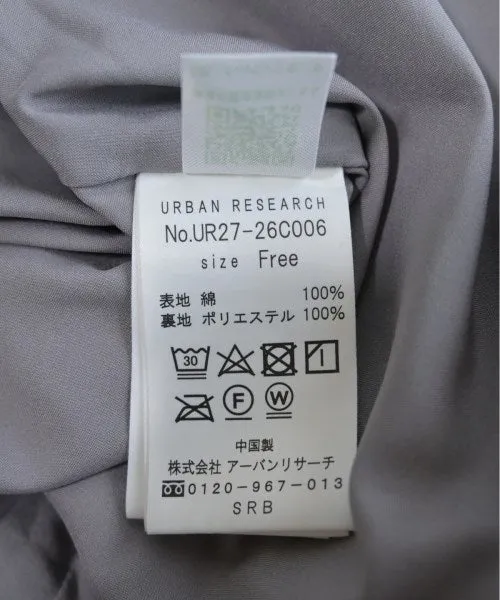 URBAN RESEARCH
No.UR27-26C006
size Free
表地 綿 100%
裏地 ポリエステル 100%
30
F W
中国製
株式会社 アーバンリサーチ
0120-967-013
SRB